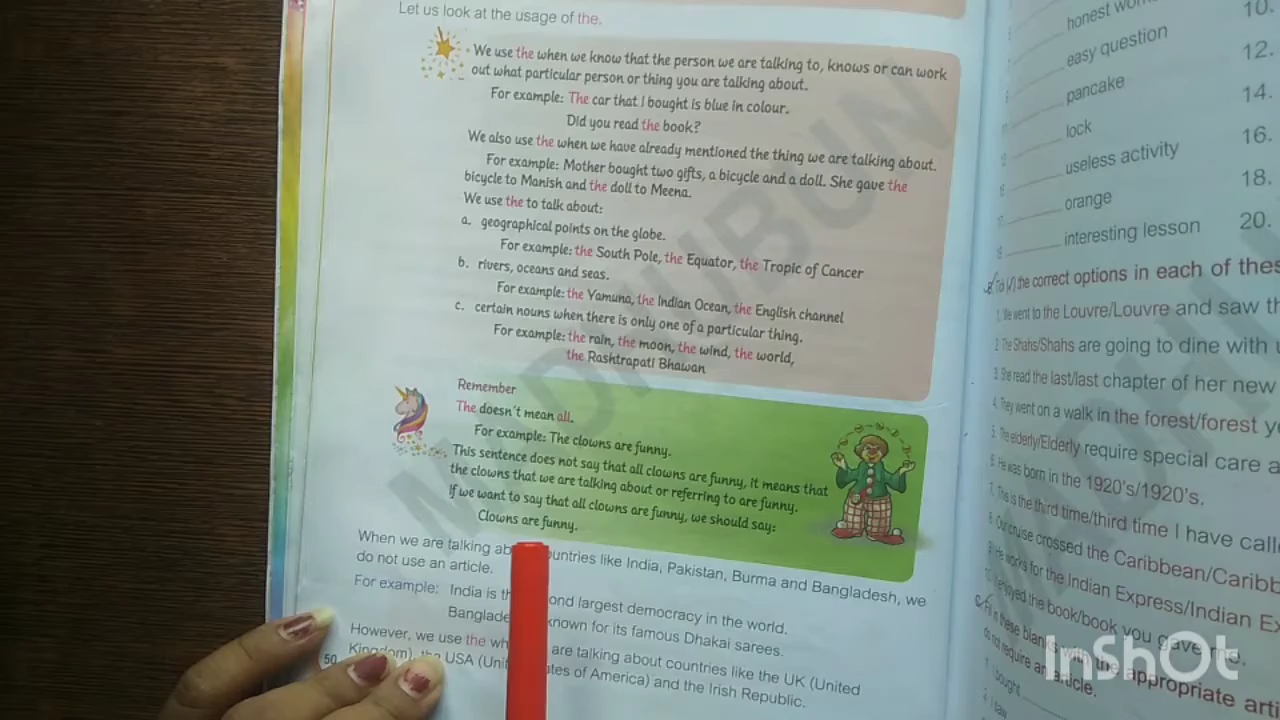 Let us look at the usage of the.
We use the when we know that the person we are talking to, knows or can work
out what particular person or thing you are talking about.
For example: The car that I bought is blue in colour.
Did you read the book?
We also use the when we have already mentioned the thing we are talking about.
For example: Mother bought two gifts, a bicycle and a doll. She gave the
bicycle to Manish and the doll to Meena.
We use the to talk about:
a. geographical points on the globe.
For example: the South Pole, the Equator, the Tropic of Cancer
b. rivers, oceans and seas.
For example: the Yamuna, the Indian Ocean, the English channel
c. certain nouns when there is only one of a particular thing.
For example: the rain, the moon, the wind, the world,
the Rashtrapati Bhawan
Remember
The doesn't mean all.
For example: The clowns are funny.
This sentence does not say that all clowns are funny, it means that
the clowns that we are talking about or referring to are funny.
If we want to say that all clowns are funny, we should say:
Clowns are funny.
When we are talking countries like India, Pakistan, Burma and Bangladesh, we
do not use an article.
For example: India is largest democracy in the world.
known for its famous Dhakai sarees.
However, we use the are talking about countries like the UK (United
USA of America) and the Irish Republic.
50
honest
10.
easy question
12.
pancake
14.
lock
16.
useless activity
18.
orange
20.
interesting lesson
the correct options in each of
1. We went to the Louvre/Louvre and saw
2. The Shahs/Shahs are going to dine with
3. She read the last/last chapter of her new
4. They went on a walk in the forest/forest
5. The elderly/Elderly require special care
6. He was born in the 1920's/1920's.
7. This is the third time/third time I have
8. Our cruise crossed the Caribbean/
9. He works for the Indian Express/Indian
10. I enjoyed the book/book you gave me.
these blanks with the appropriate
do not require an article.
1. I bought
2. I saw
MADHUBUN
InShOt